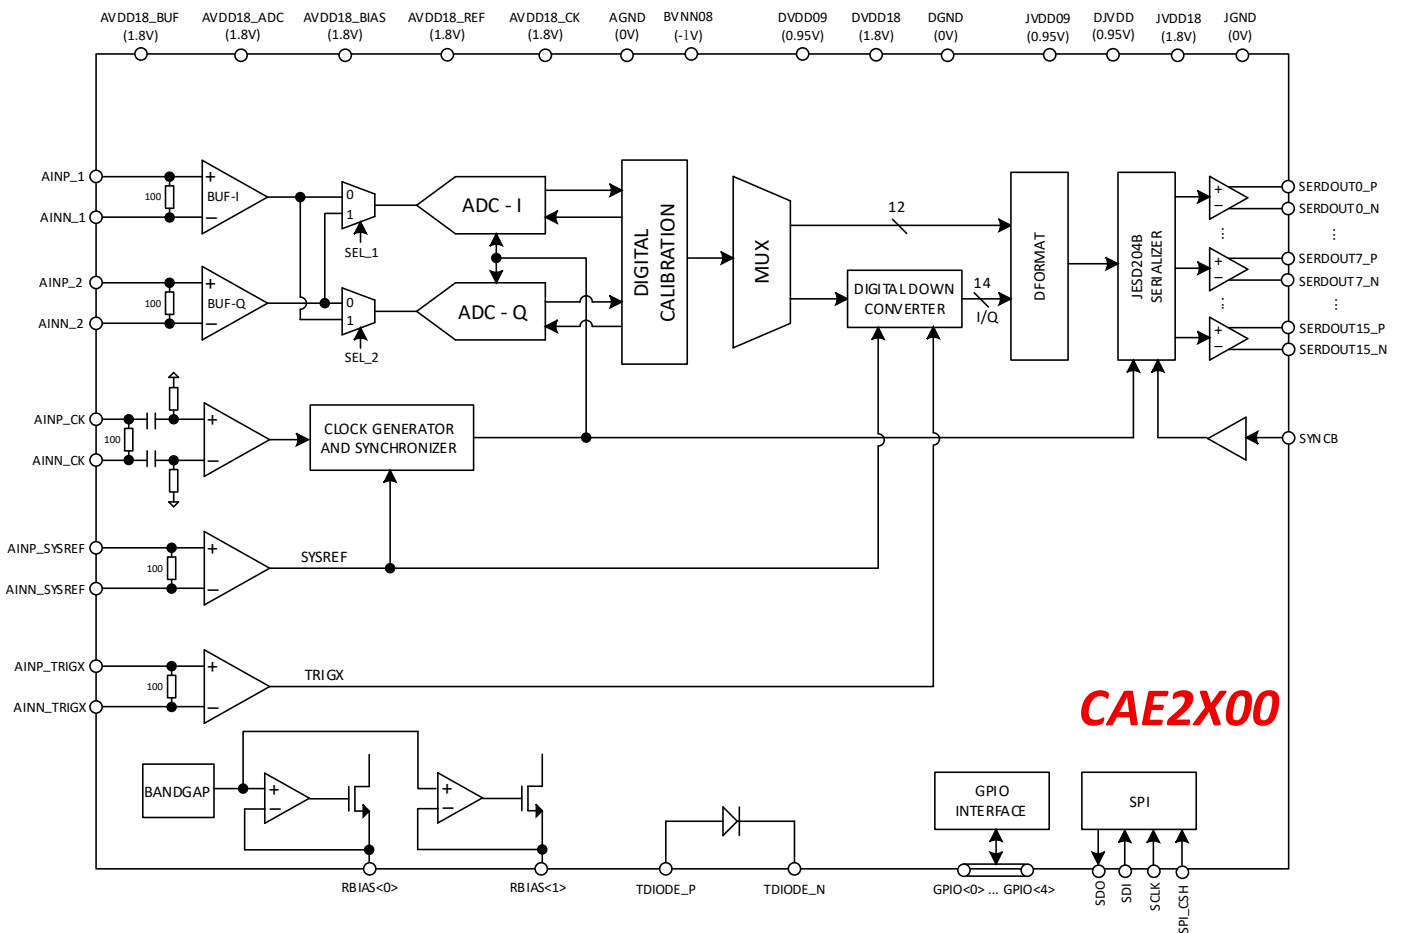 AVDD18_BUF
(1.8V)
AVDD18_ADC
(1.8V)
AVDD18_BIAS
(1.8V)
AVDD18_REF
(1.8V)
AVDD18_CK
(1.8V)
AGND
(0V)
BVNN08
(-1V)
DVDD09
(0.95V)
DVDD18
(1.8V)
DGND
(0V)
JVDD09
(0.95V)
DJVDD
(0.95V)
JVDD18
(1.8V)
JGND
(0V)
AINP_1
AINN_1
100
+
−
BUF-I
0
1
SEL_1
ADC - I
AINP_2
AINN_2
100
+
−
BUF-Q
0
1
SEL_2
ADC - Q
DIGITAL
CALIBRATION
MUX
12
DIGITAL DOWN
CONVERTER
14
I/Q
DFORMAT
JESD204B
SERIALIZER
+
−
SERDOUT0_P
SERDOUT0_N
⋮
⋮
+
−
SERDOUT7_P
SERDOUT7_N
⋮
⋮
+
−
SERDOUT15_P
SERDOUT15_N
AINP_CK
AINN_CK
100
+
−
CLOCK GENERATOR
AND SYNCHRONIZER
SYNCB
AINP_SYSREF
AINN_SYSREF
100
+
−
SYSREF
AINP_TRIGX
AINN_TRIGX
100
+
−
TRIGX
CAE2X00
BANDGAP
+
−
+
−
GPIO
INTERFACE
SPI
RBIAS<0>
RBIAS<1>
TDIODE_P
TDIODE_N
GPIO<0> ... GPIO<4>
SDO
SDI
SCLK
SPI_CSH